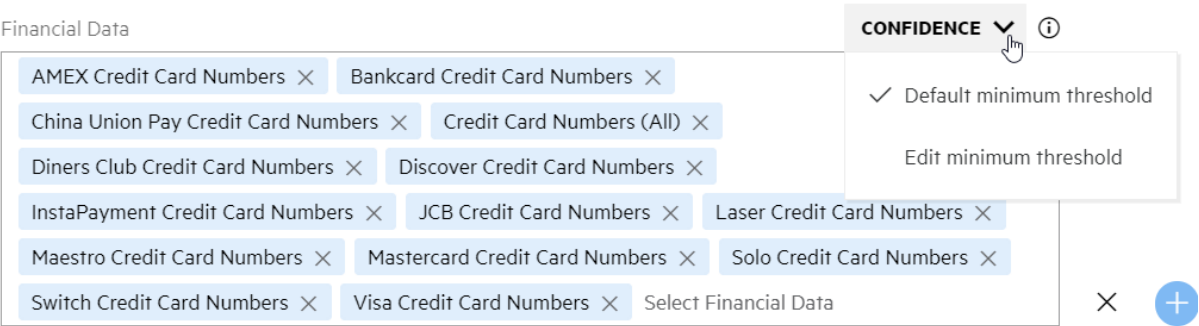 Financial Data
CONFIDENCE
Default minimum threshold
Edit minimum threshold
AMEX Credit Card Numbers Bankcard Credit Card Numbers
China Union Pay Credit Card Numbers Credit Card Numbers (All)
Diners Club Credit Card Numbers Discover Credit Card Numbers
InstaPayment Credit Card Numbers JCB Credit Card Numbers Laser Credit Card Numbers
Maestro Credit Card Numbers Mastercard Credit Card Numbers Solo Credit Card Numbers
Switch Credit Card Numbers Visa Credit Card Numbers Select Financial Data